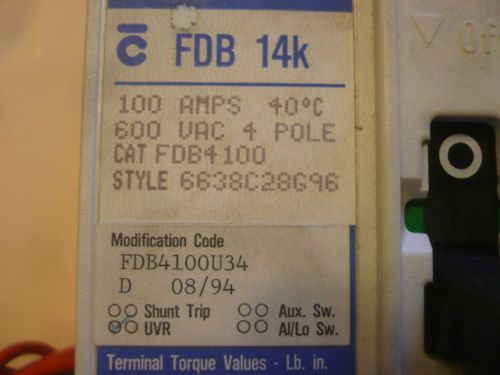 FDB 14k
100 AMPS 40°C
600 VAC 4 POLE
CAT FDB4100
STYLE 6638C28G96
Modification Code
FDB4100U34
D 08/94
Shunt Trip Aux. Sw.
UVR Al/Lo Sw.
Terminal Torque Values - Lb. in.
Off
O